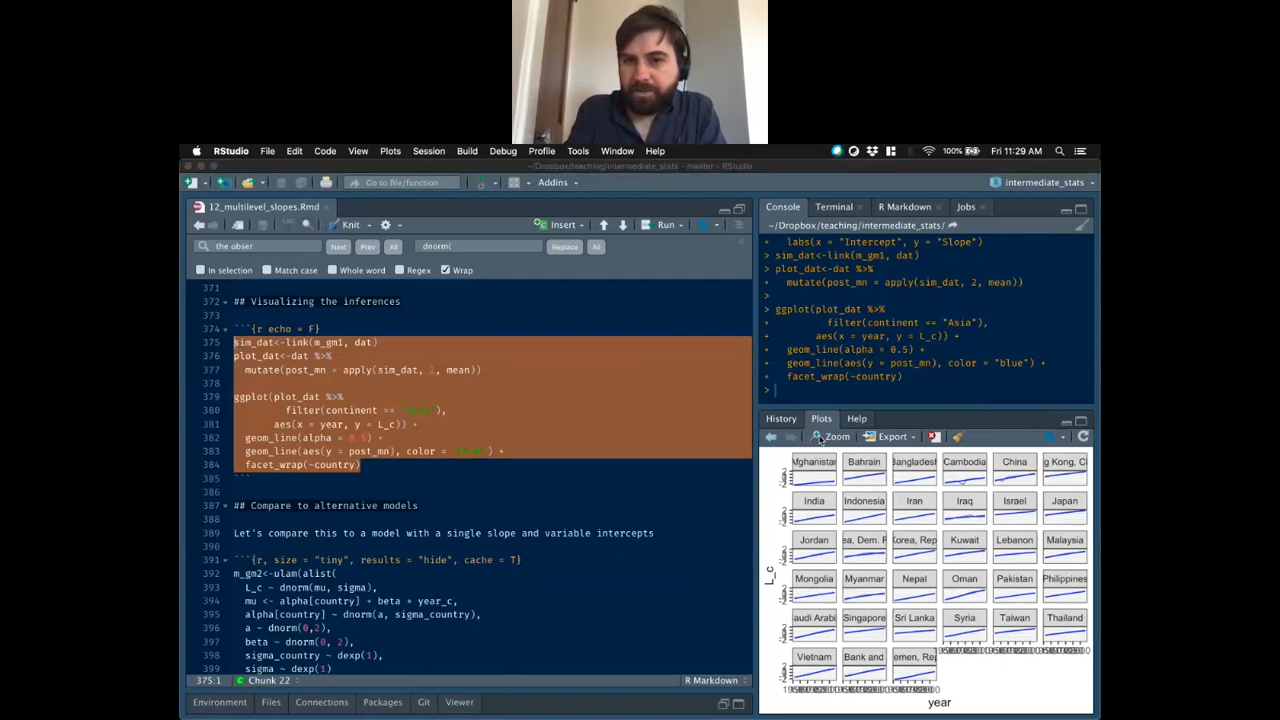 RStudio File Edit Code View Plots Session Build Debug Profile Tools Window Help 100% Fri 11:29 AM
~/Dropbox/teaching/intermediate_stats - master - RStudio
Go to file/function Addins intermediate_stats
12_multilevel_slopes.Rmd
Knit Insert Run
the obser Next Prev All dnorm( Replace All
In selection Match case Whole word Regex Wrap
371
372 ## Visualizing the inferences
373
374 ```{r echo = F}
375 sim_dat<-link(m_gm1, dat)
376 plot_dat<-dat %>%
377 mutate(post_mn = apply(sim_dat, 2, mean))
378
379 ggplot(plot_dat %>%
380 filter(continent == "Asia"),
381 aes(x = year, y = L_c)) +
382 geom_line(alpha = 0.5) +
383 geom_line(aes(y = post_mn), color = "blue") +
384 facet_wrap(~country)
385 ```
386
387 ## Compare to alternative models
388
389 Let's compare this to a model with a single slope and variable intercepts
390
391 ```{r, size = "tiny", results = "hide", cache = T}
392 m_gm2<-ulam(alist(
393 L_c ~ dnorm(mu, sigma),
394 mu <- alpha[country] + beta * year_c,
395 alpha[country] ~ dnorm(a, sigma_country),
396 a ~ dnorm(0,2),
397 beta ~ dnorm(0, 2),
398 sigma_country ~ dexp(1),
399 sigma ~ dexp(1)
375:1 Chunk 22 R Markdown
Environment Files Connections Packages Git Viewer
Console Terminal R Markdown Jobs
~/Dropbox/teaching/intermediate_stats/
+ labs(x = "Intercept", y = "Slope")
> sim_dat<-link(m_gm1, dat)
> plot_dat<-dat %>%
+ mutate(post_mn = apply(sim_dat, 2, mean))
>
> ggplot(plot_dat %>%
+ filter(continent == "Asia"),
+ aes(x = year, y = L_c)) +
+ geom_line(alpha = 0.5) +
+ geom_line(aes(y = post_mn), color = "blue") +
+ facet_wrap(~country)
>
History Plots Help
Zoom Export
Afghanistan Bahrain Bangladesh Cambodia China g Kong, C
India Indonesia Iran Iraq Israel Japan
Jordan ea, Dem. R Korea, Rep Kuwait Lebanon Malaysia
Mongolia Myanmar Nepal Oman Pakistan Philippines
audi Arabi Singapore Sri Lanka Syria Taiwan Thailand
Vietnam Bank and emen, Rep
L_c
year